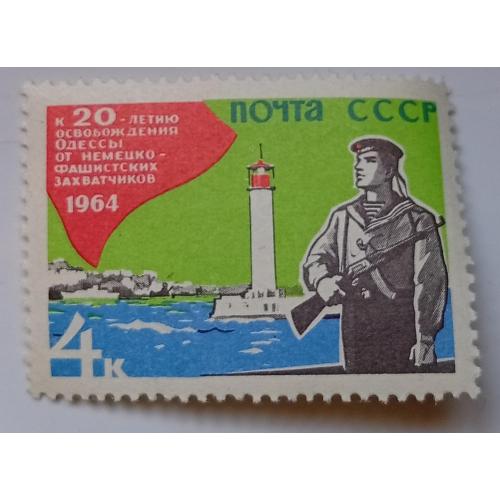 К 20-ЛЕТИЮ
ОСВОБОЖДЕНИЯ
ОДЕССЫ
ОТ НЕМЕЦКО-
ФАШИСТСКИХ
ЗАХВАТЧИКОВ
1964
ПОЧТА СССР
4к